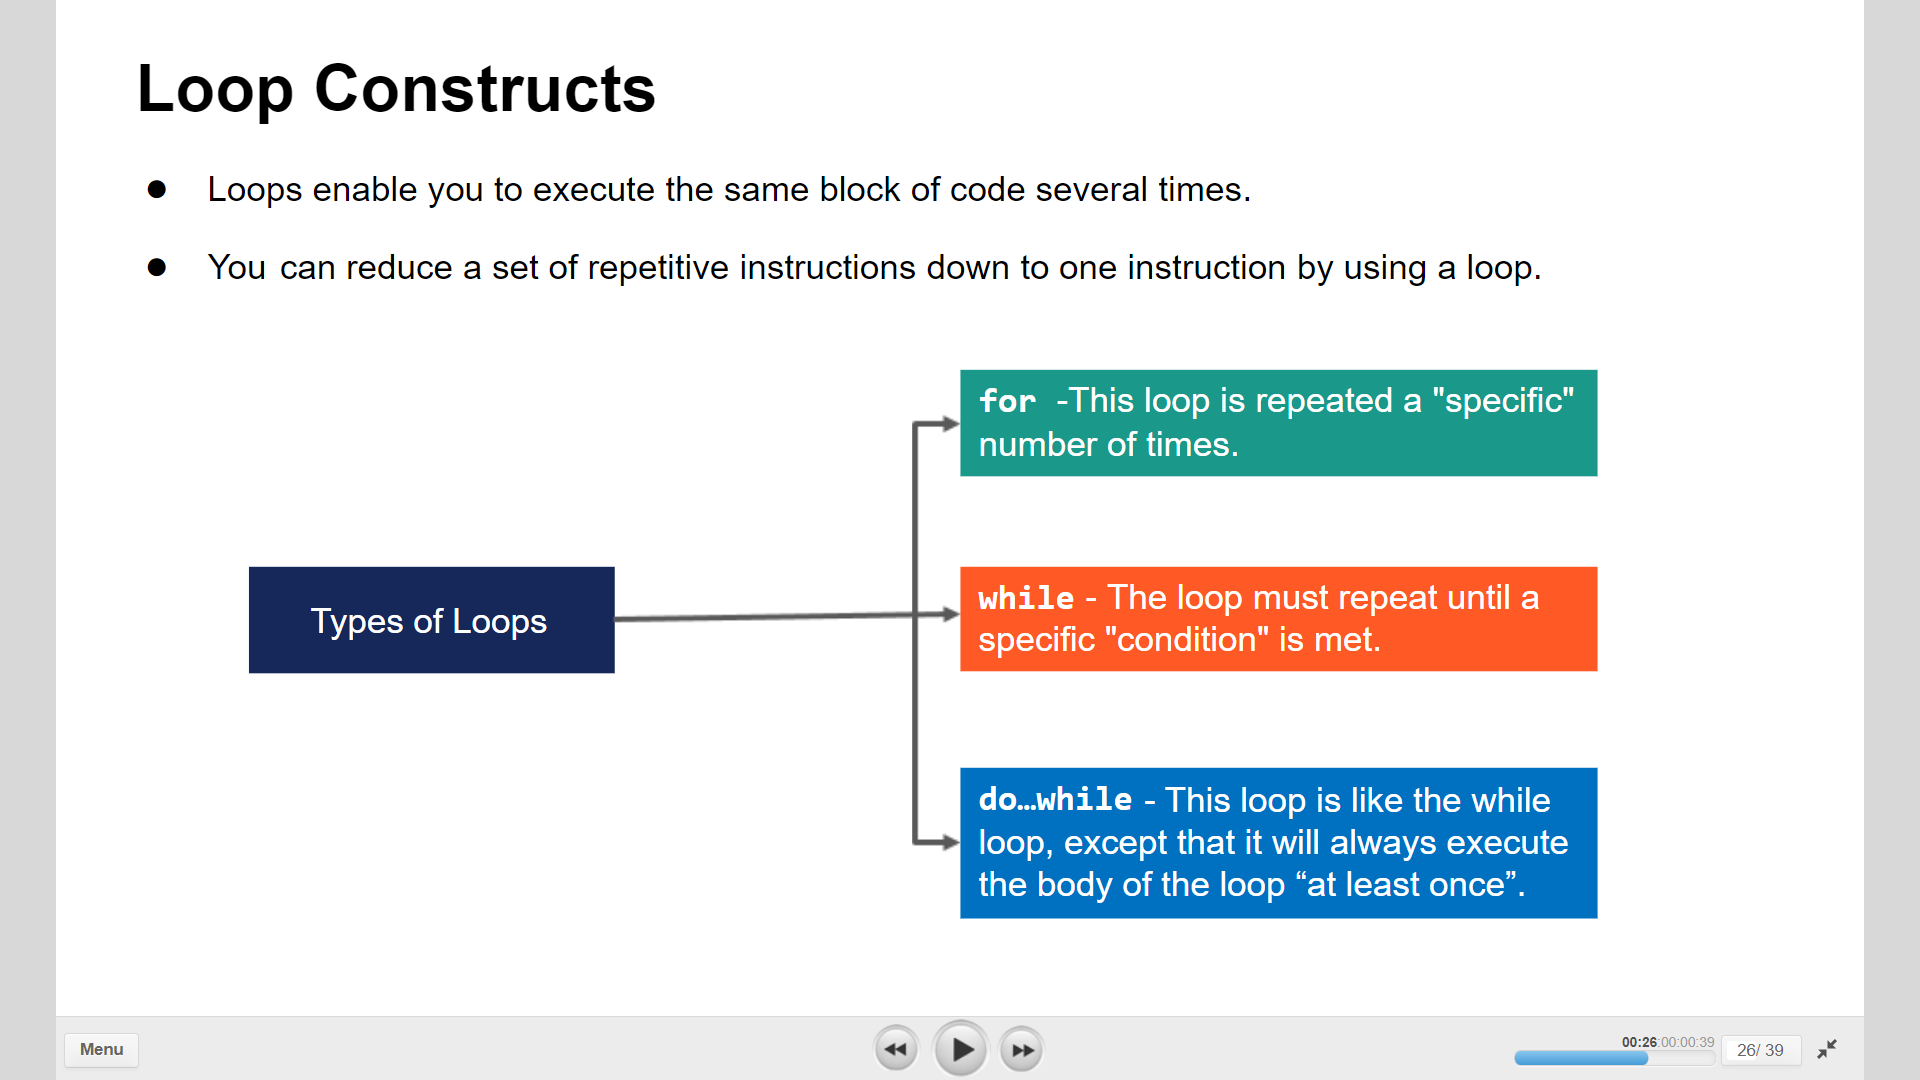 Loop Constructs
● Loops enable you to execute the same block of code several times.
● You can reduce a set of repetitive instructions down to one instruction by using a loop.
for -This loop is repeated a "specific"
number of times.
Types of Loops
while - The loop must repeat until a
specific "condition" is met.
do…while - This loop is like the while
loop, except that it will always execute
the body of the loop “at least once”.
Menu
00:26:00:00:39
26/ 39